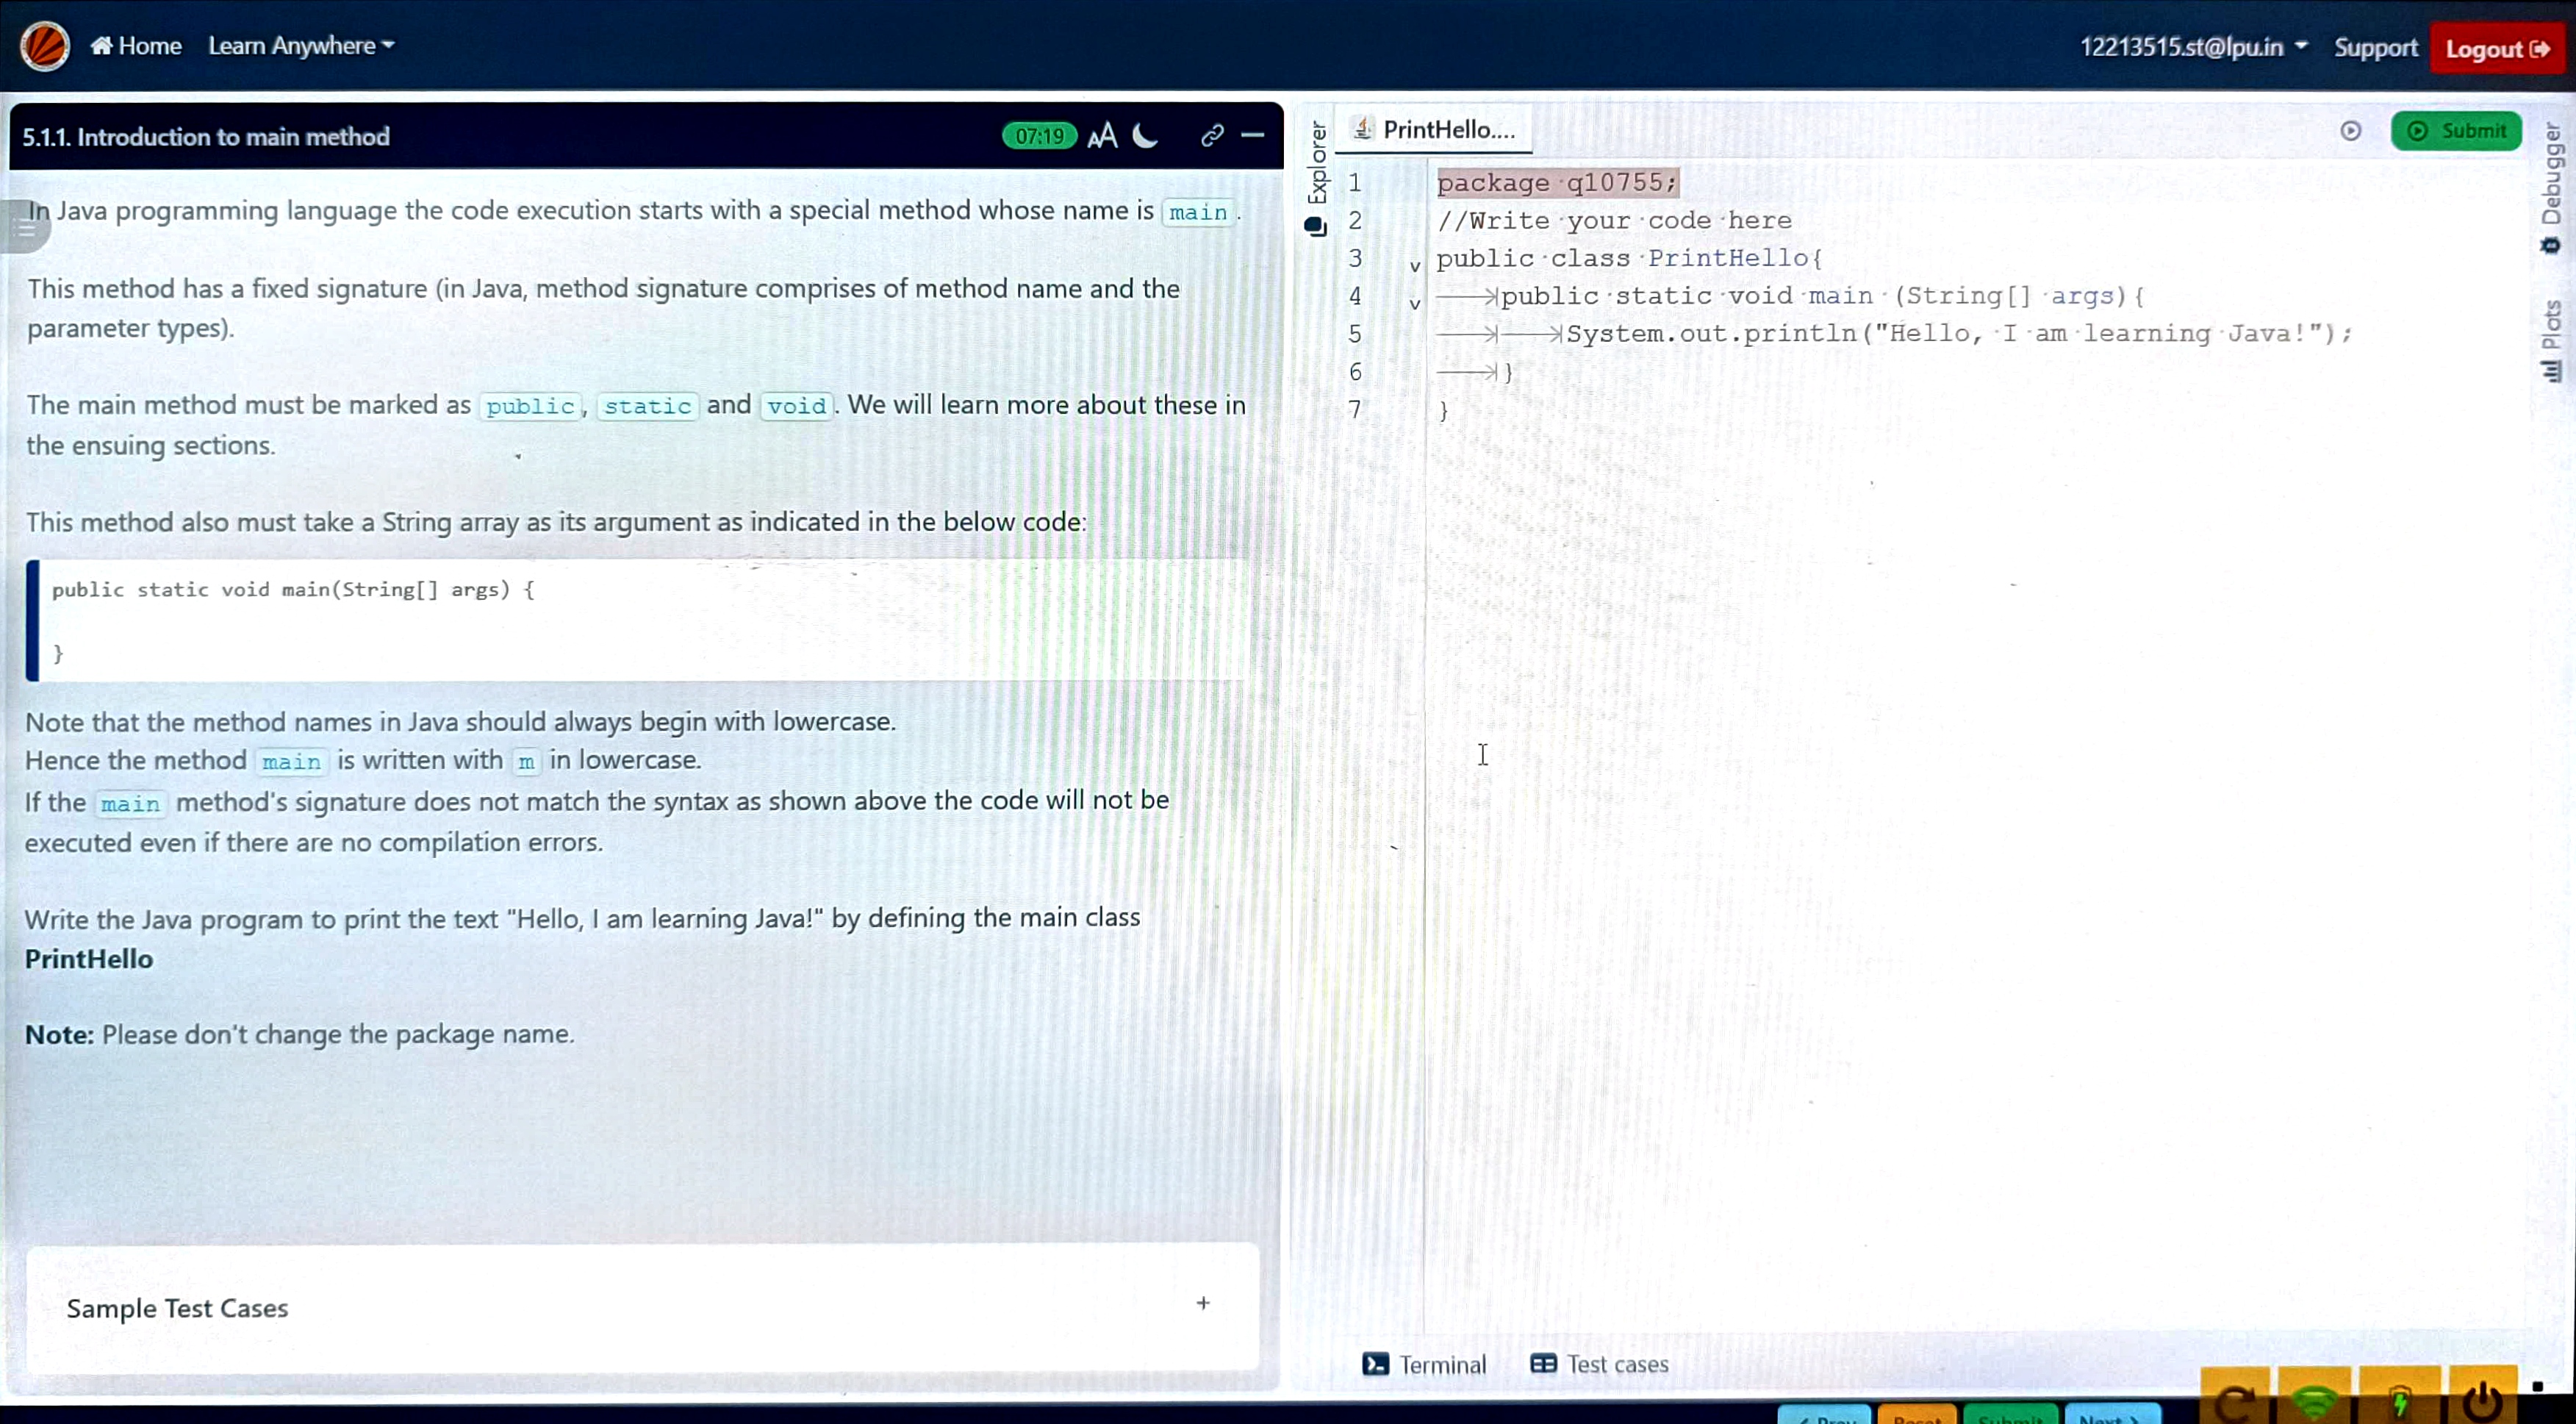 Home Learn Anywhere
12213515.st@lpu.in Support Logout
5.1.1. Introduction to main method
07:19 AA
In Java programming language the code execution starts with a special method whose name is main.
This method has a fixed signature (in Java, method signature comprises of method name and the
parameter types).
The main method must be marked as public, static and void. We will learn more about these in
the ensuing sections.
This method also must take a String array as its argument as indicated in the below code:
public static void main(String[] args) {
}
Note that the method names in Java should always begin with lowercase.
Hence the method main is written with m in lowercase.
If the main method's signature does not match the syntax as shown above the code will not be
executed even if there are no compilation errors.
Write the Java program to print the text "Hello, I am learning Java!" by defining the main class
PrintHello
Note: Please don't change the package name.
Sample Test Cases +
Explorer
PrintHello....
Submit
1 package q10755;
2 //Write your code here
3 public class PrintHello{
4 public static void main (String[] args){
5 System.out.println("Hello, I am learning Java!");
6 }
7 }
Debugger
Plots
Terminal Test cases
Prev Reset Submit Next